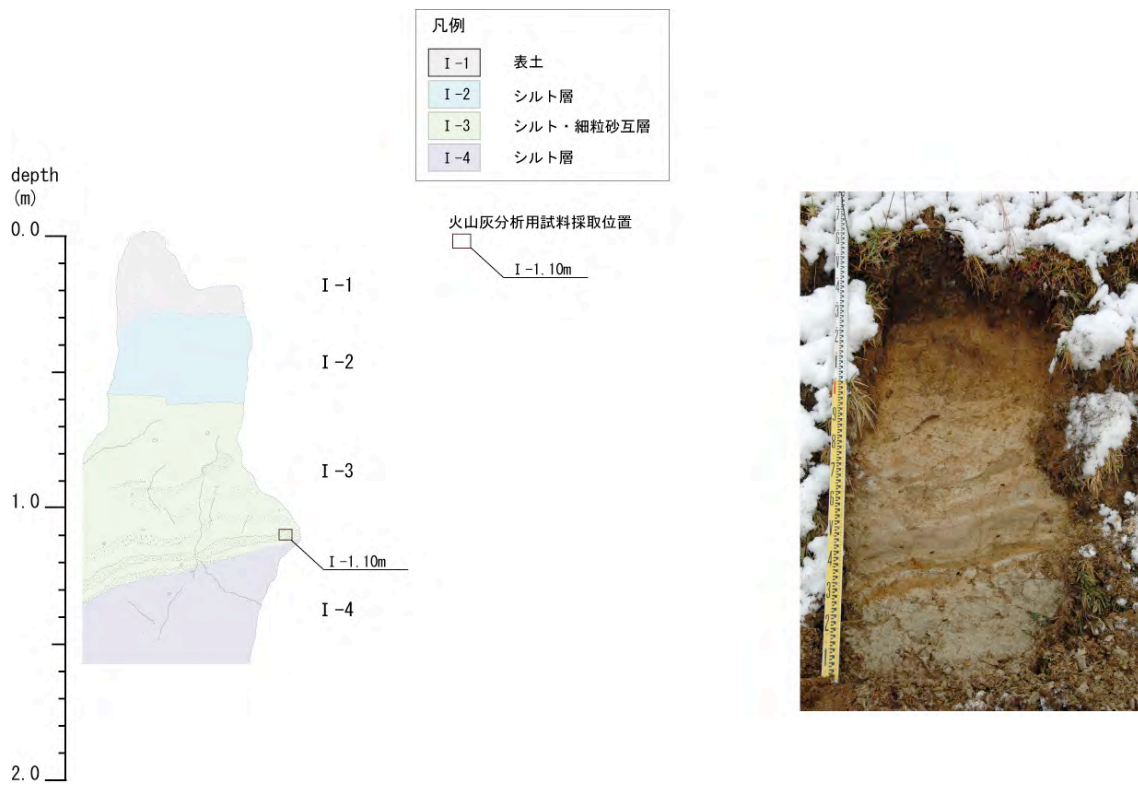 凡例
I-1 表土
I-2 シルト層
I-3 シルト・細粒砂互層
I-4 シルト層
depth
(m)
火山灰分析用試料採取位置
I-1.10m
0.0
I-1
I-2
I-3
1.0
I-1.10m
I-4
2.0